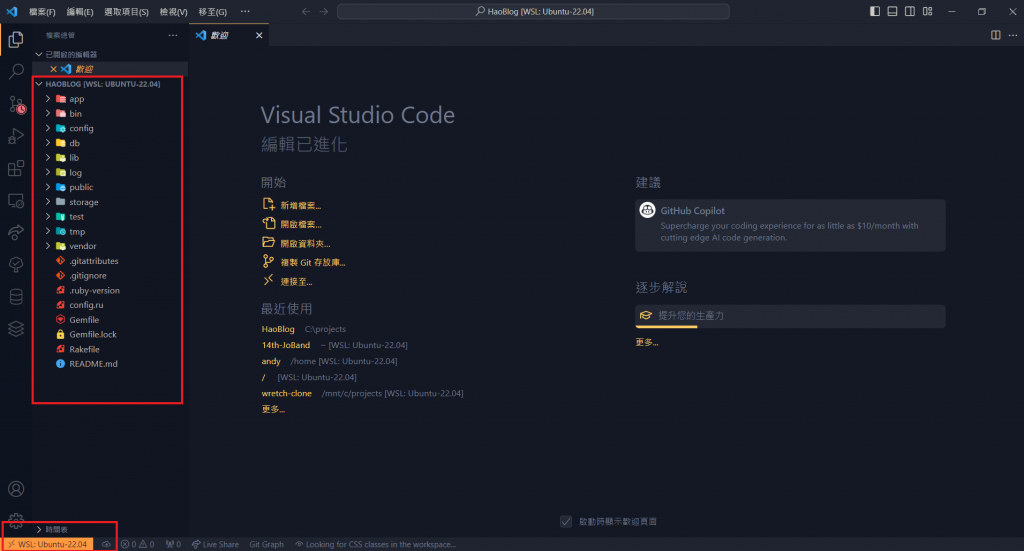 檔案(F) 編輯(E) 選取項目(S) 檢視(V) 移至(G) ··· HaoBlog [WSL: Ubuntu-22.04]
檔案總管 ···
歡迎
已開啟的編輯器
歡迎
HAOBLOG [WSL: UBUNTU-22.04]
app
bin
config
db
lib
log
public
storage
test
tmp
vendor
.gitattributes
.gitignore
.ruby-version
config.ru
Gemfile
Gemfile.lock
Rakefile
README.md
時間表
Visual Studio Code
編輯已進化
開始
新增檔案...
開啟檔案...
開啟資料夾...
複製 Git 存放庫...
連接至...
最近使用
HaoBlog C:\projects
14th-JoBand ~ [WSL: Ubuntu-22.04]
andy /home [WSL: Ubuntu-22.04]
/ [WSL: Ubuntu-22.04]
wretch-clone /mnt/c/projects [WSL: Ubuntu-22.04]
更多...
建議
GitHub Copilot
Supercharge your coding experience for as little as $10/month with
cutting edge AI code generation.
逐步解說
提升您的生產力
更多...
啟動時顯示歡迎頁面
WSL: Ubuntu-22.04 0 0 0 Live Share Git Graph Looking for CSS classes in the workspace...